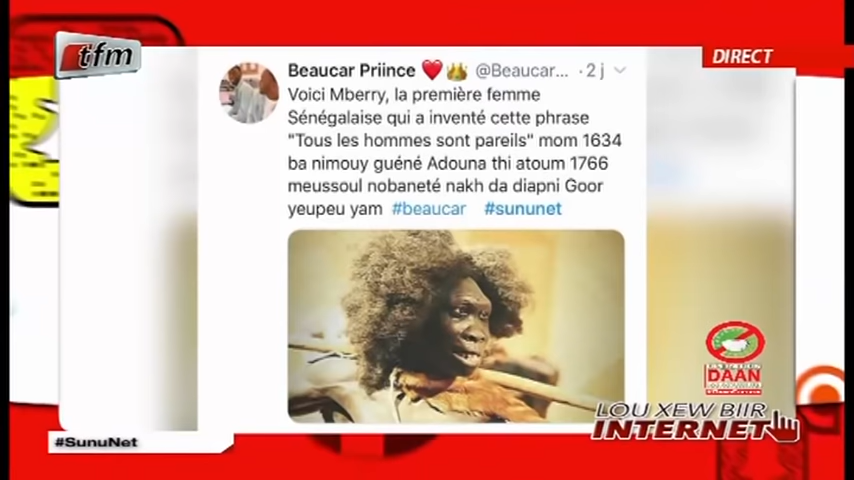 tfm
DIRECT
Beaucar Priince ❤️👑 @Beaucar... · 2 j
Voici Mberry, la première femme
Sénégalaise qui a inventé cette phrase
"Tous les hommes sont pareils" mom 1634
ba nimouy guéné Adouna thi atoum 1766
meussoul nobaneté nakh da diapni Goor
yeupeu yam #beaucar #sununet
DAAN
LOU XEW BIIR
INTERNET
#SunuNet